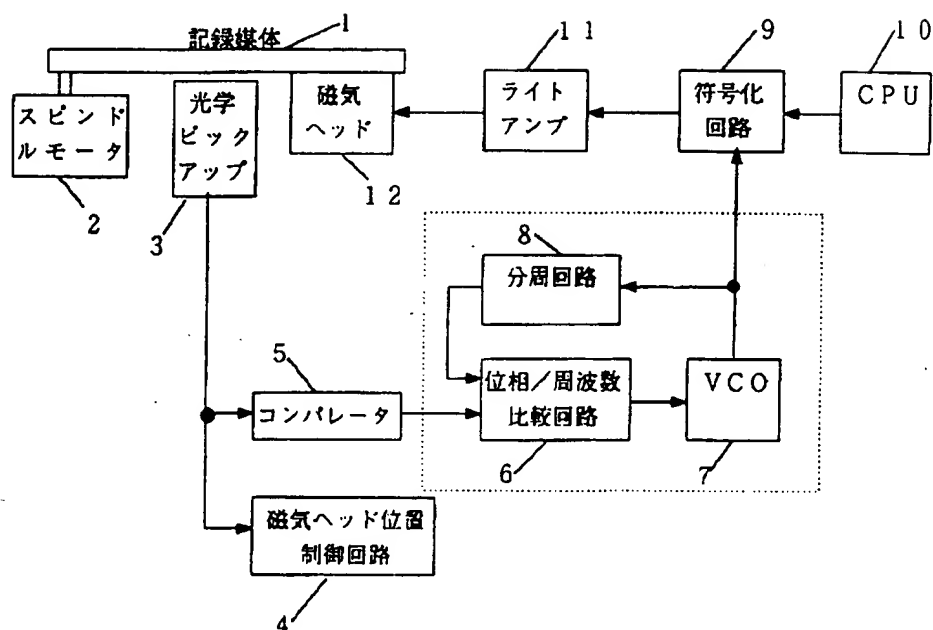 1
記録媒体
スピンド
ルモータ
2
光学
ピック
アップ
3
磁気
ヘッド
12
11
ライト
アンプ
9
符号化
回路
10
CPU
8
分周回路
5
コンパレータ
位相／周波数
比較回路
6
VCO
7
磁気ヘッド位置
制御回路
4